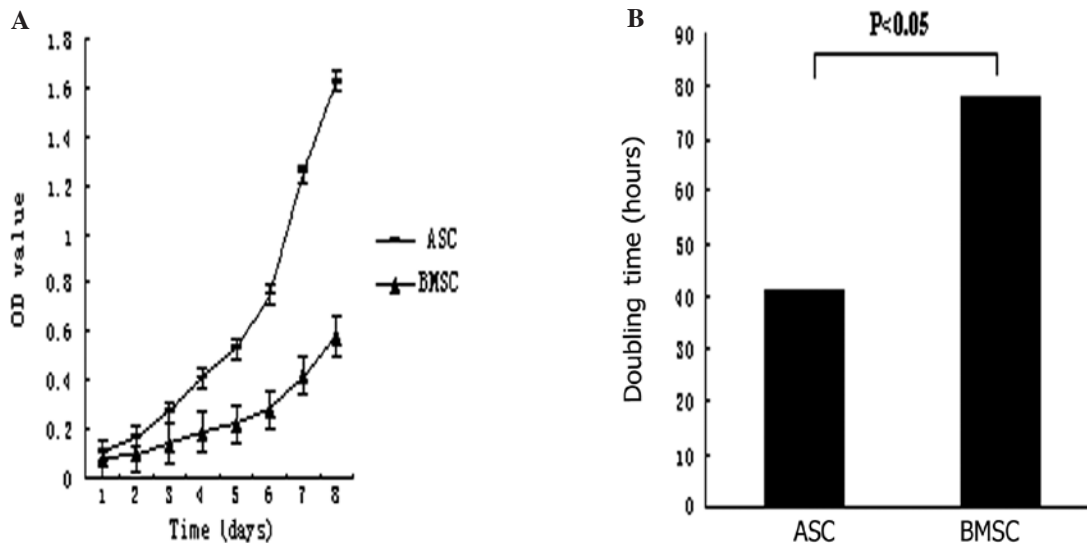 A
1.8
1.6
1.4
1.2
1
0.8
0.6
0.4
0.2
0
OD value
1 2 3 4 5 6 7 8
Time (days)
ASC
BMSC
B
P<0.05
90
80
70
60
50
40
30
20
10
0
Doubling time (hours)
ASC BMSC